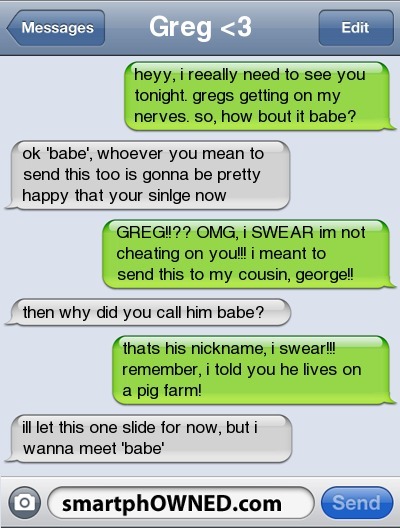 Messages
Greg <3
Edit
heyy, i reeally need to see you
tonight. gregs getting on my
nerves. so, how bout it babe?
ok 'babe', whoever you mean to
send this too is gonna be pretty
happy that your sinlge now
GREG!!?? OMG, i SWEAR im not
cheating on you!!! i meant to
send this to my cousin, george!!
then why did you call him babe?
thats his nickname, i swear!!!
remember, i told you he lives on
a pig farm!
ill let this one slide for now, but i
wanna meet 'babe'
smartphOWNED.com
Send